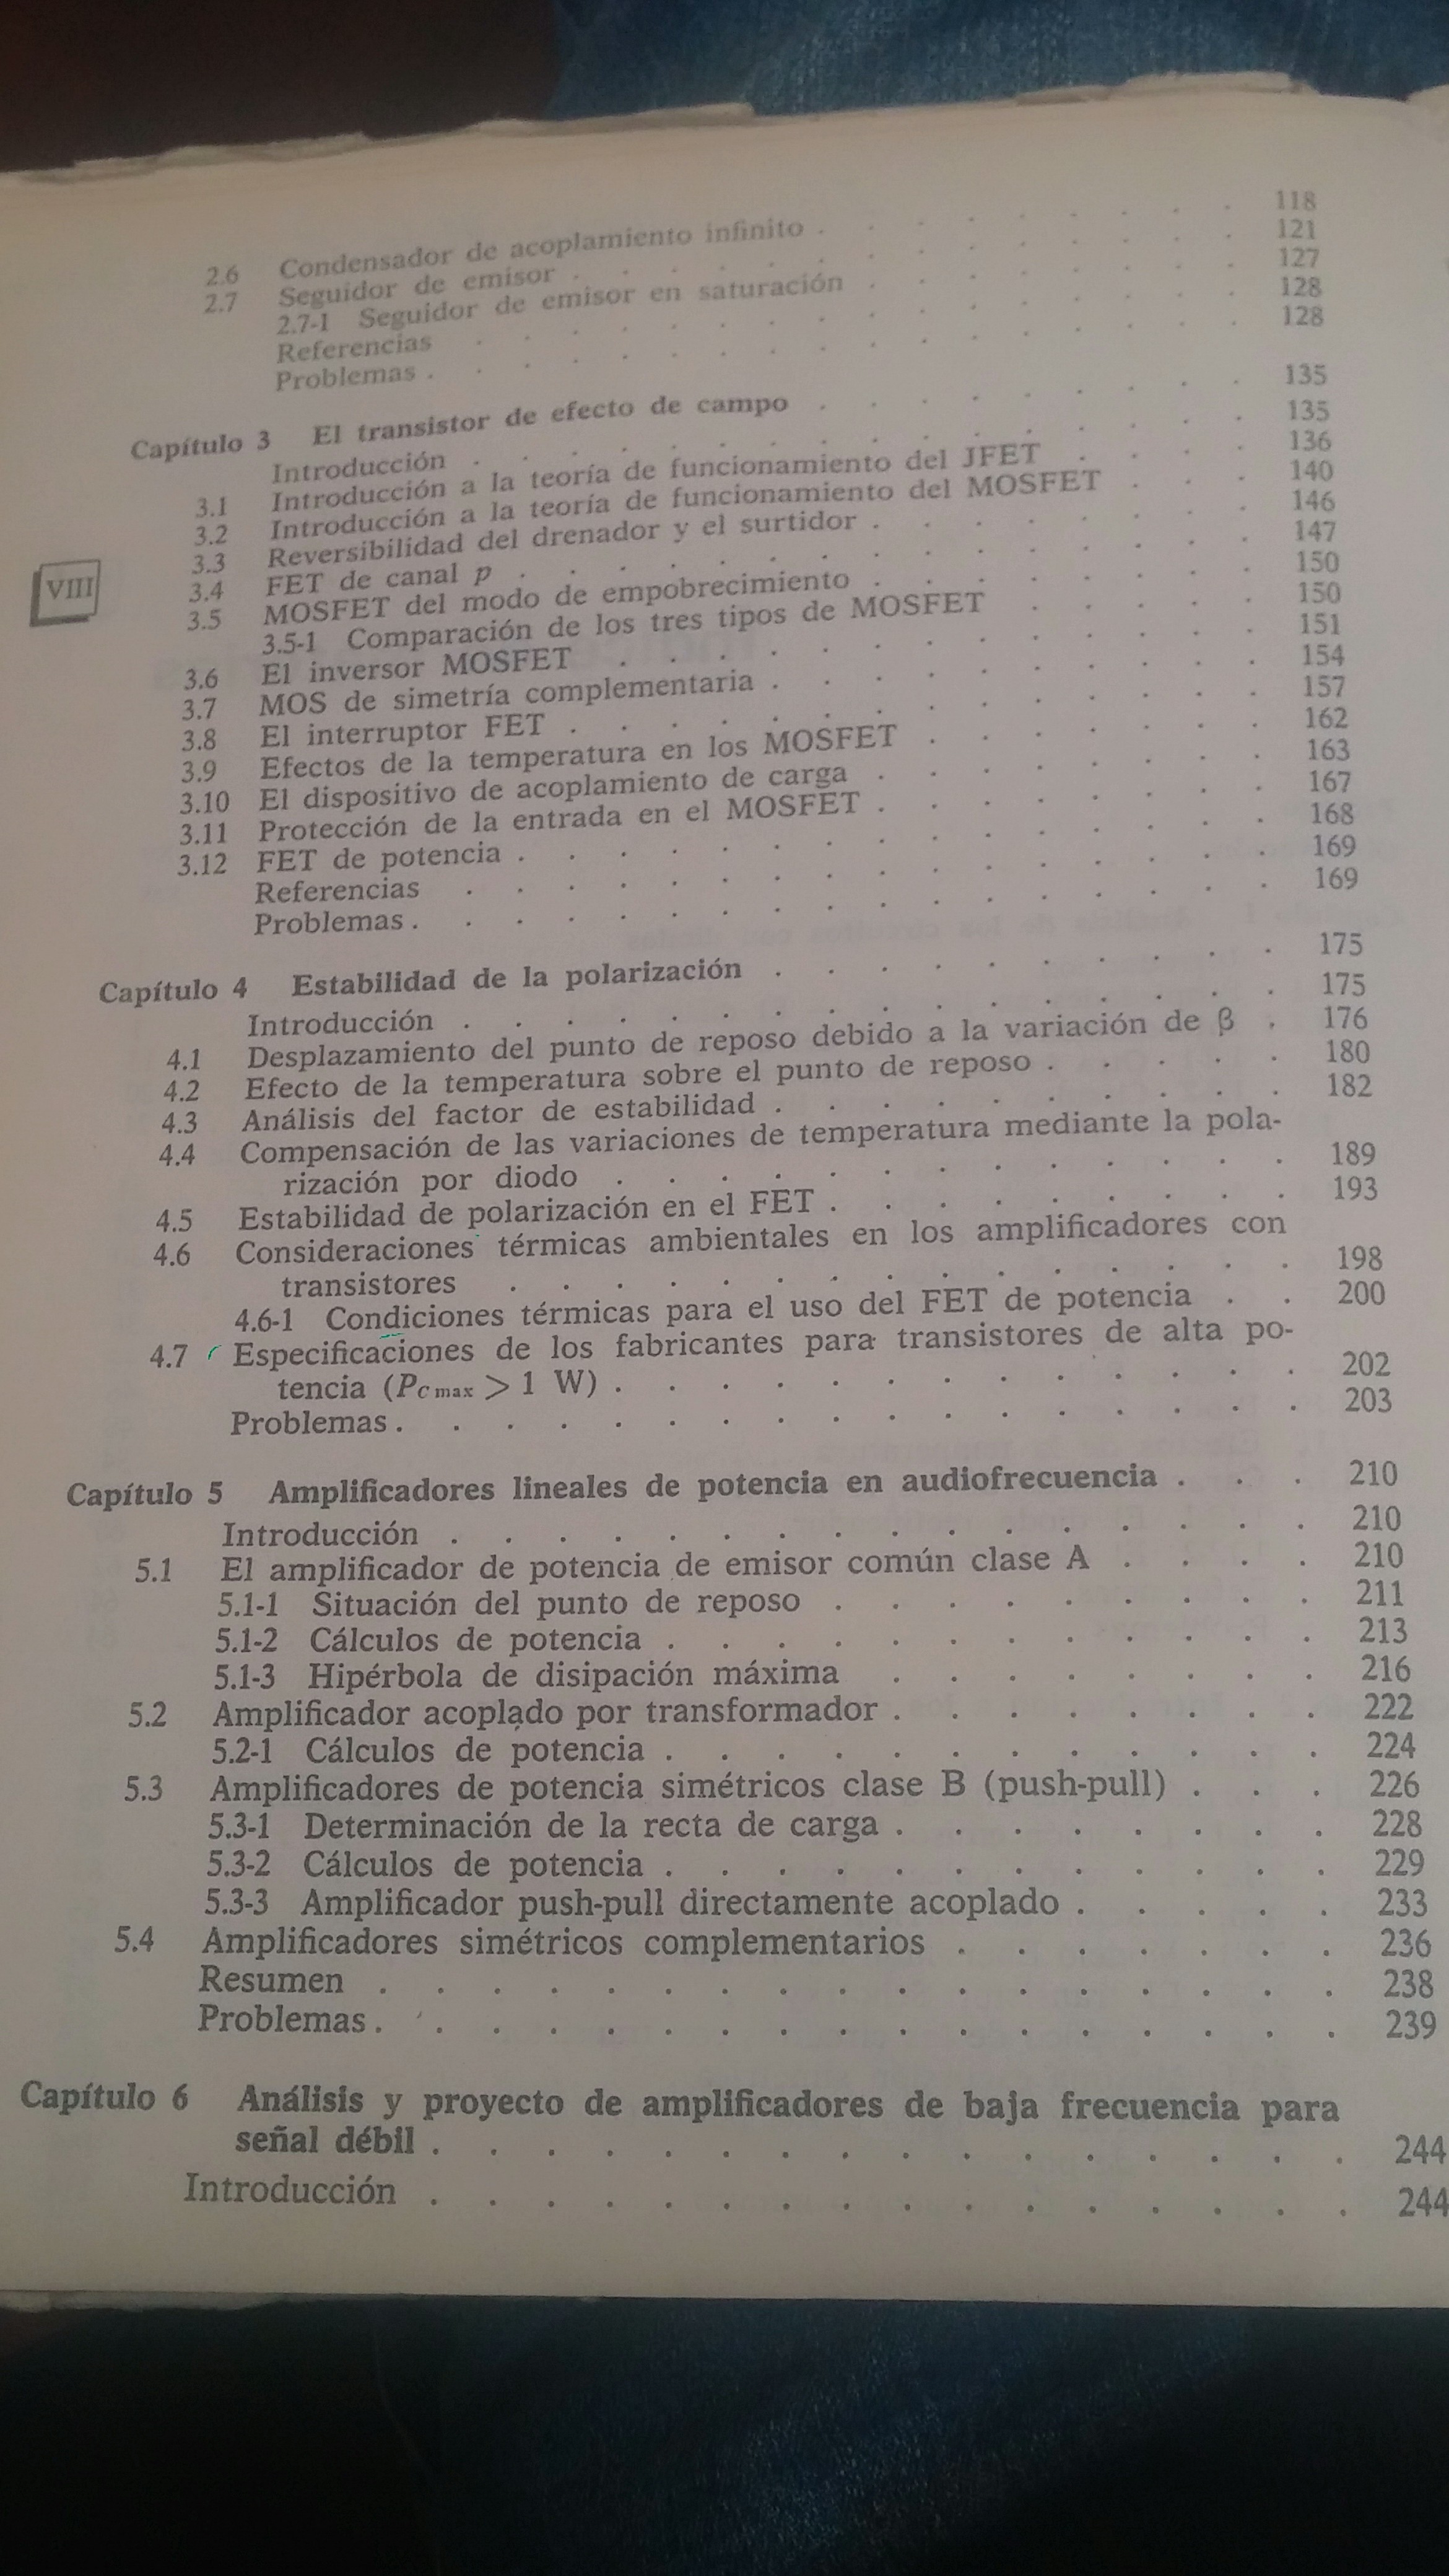 2.6 Condensador de acoplamiento infinito . . . . . . . . . 118
2.7 Seguidor de emisor . . . . . . . . . . . . . 121
2.7-1 Seguidor de emisor en saturación . . . . . . . . 127
Referencias . . . . . . . . . . . . . . . 128
Problemas . . . . . . . . . . . . . . . . 128
Capítulo 3 El transistor de efecto de campo . . . . . . . . . 135
Introducción . . . . . . . . . . . . . . . 135
3.1 Introducción a la teoría de funcionamiento del JFET . . . . 136
3.2 Introducción a la teoría de funcionamiento del MOSFET . . . 140
3.3 Reversibilidad del drenador y el surtidor . . . . . . . . 146
3.4 FET de canal p . . . . . . . . . . . . . . 147
VIII
3.5 MOSFET del modo de empobrecimiento . . . . . . . . 150
3.5-1 Comparación de los tres tipos de MOSFET . . . . . 150
3.6 El inversor MOSFET . . . . . . . . . . . . . 151
3.7 MOS de simetría complementaria . . . . . . . . . . 154
3.8 El interruptor FET . . . . . . . . . . . . . . 157
3.9 Efectos de la temperatura en los MOSFET . . . . . . . 162
3.10 El dispositivo de acoplamiento de carga . . . . . . . . 163
3.11 Protección de la entrada en el MOSFET . . . . . . . . 167
3.12 FET de potencia . . . . . . . . . . . . . . . 168
Referencias . . . . . . . . . . . . . . . . 169
Problemas . . . . . . . . . . . . . . . . . 169
Capítulo 4 Estabilidad de la polarización . . . . . . . . . . 175
Introducción . . . . . . . . . . . . . . . . 175
4.1 Desplazamiento del punto de reposo debido a la variación de β . 176
4.2 Efecto de la temperatura sobre el punto de reposo . . . . . 180
4.3 Análisis del factor de estabilidad . . . . . . . . . . 182
4.4 Compensación de las variaciones de temperatura mediante la pola-
rización por diodo . . . . . . . . . . . . . 189
4.5 Estabilidad de polarización en el FET . . . . . . . . . 193
4.6 Consideraciones térmicas ambientales en los amplificadores con
transistores . . . . . . . . . . . . . . . 198
4.6-1 Condiciones térmicas para el uso del FET de potencia . . 200
4.7 Especificaciones de los fabricantes para transistores de alta po-
tencia (PC max > 1 W) . . . . . . . . . . . . . 202
Problemas . . . . . . . . . . . . . . . . . 203
Capítulo 5 Amplificadores lineales de potencia en audiofrecuencia . . . 210
Introducción . . . . . . . . . . . . . . . . 210
5.1 El amplificador de potencia de emisor común clase A . . . . 210
5.1-1 Situación del punto de reposo . . . . . . . . . 211
5.1-2 Cálculos de potencia . . . . . . . . . . . . 213
5.1-3 Hipérbola de disipación máxima . . . . . . . . 216
5.2 Amplificador acoplado por transformador . . . . . . . . 222
5.2-1 Cálculos de potencia . . . . . . . . . . . . 224
5.3 Amplificadores de potencia simétricos clase B (push-pull) . . . 226
5.3-1 Determinación de la recta de carga . . . . . . . . 228
5.3-2 Cálculos de potencia . . . . . . . . . . . . 229
5.3-3 Amplificador push-pull directamente acoplado . . . . . 233
5.4 Amplificadores simétricos complementarios . . . . . . . 236
Resumen . . . . . . . . . . . . . . . . . 238
Problemas . . . . . . . . . . . . . . . . . 239
Capítulo 6 Análisis y proyecto de amplificadores de baja frecuencia para
señal débil . . . . . . . . . . . . . . . . 244
Introducción . . . . . . . . . . . . . . . . 244